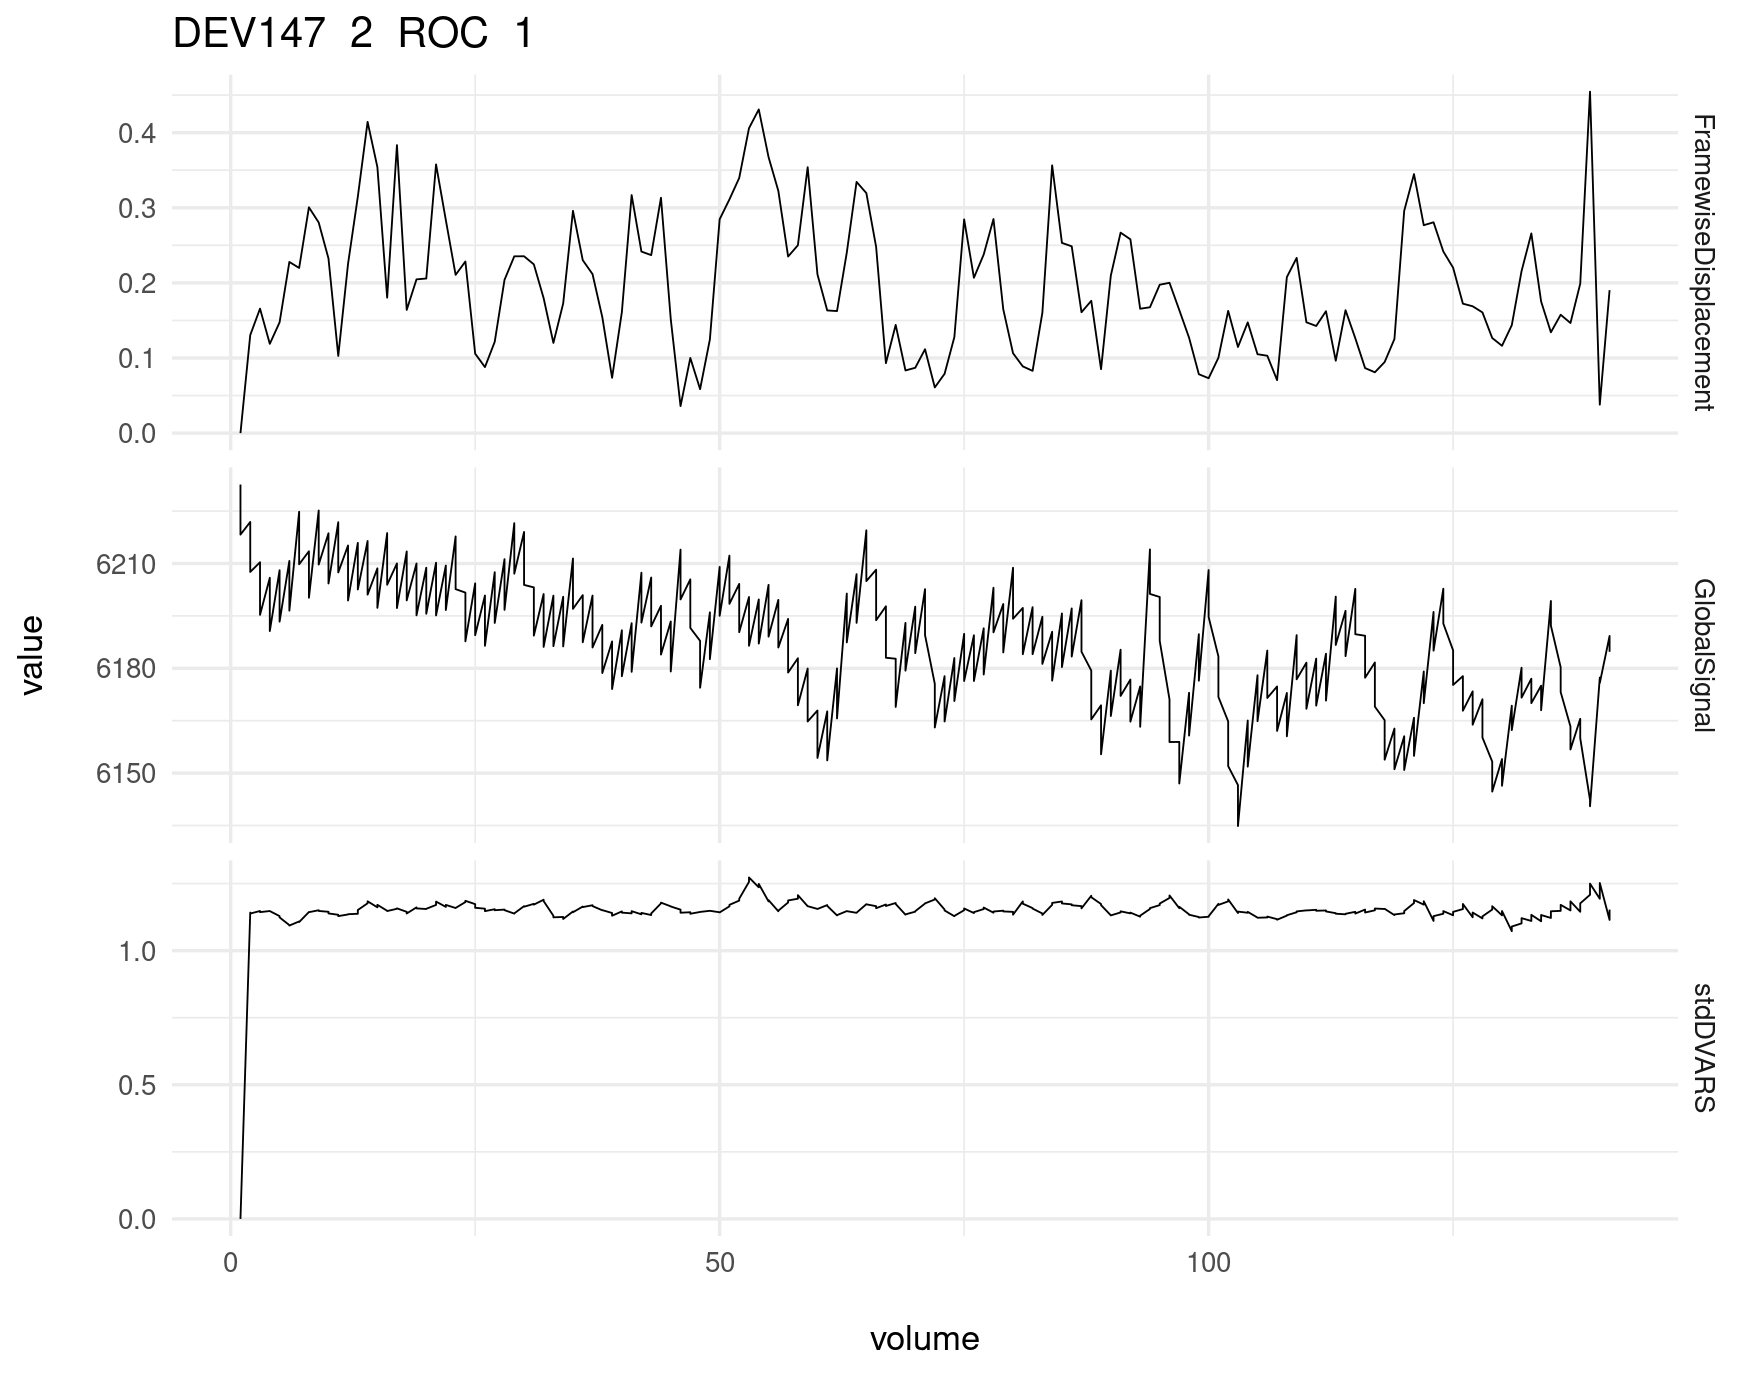 DEV147 2 ROC 1
value
0.4
0.3
0.2
0.1
0.0
FramewiseDisplacement
6210
6180
6150
GlobalSignal
1.0
0.5
0.0
stdDVARS
0 50 100
volume